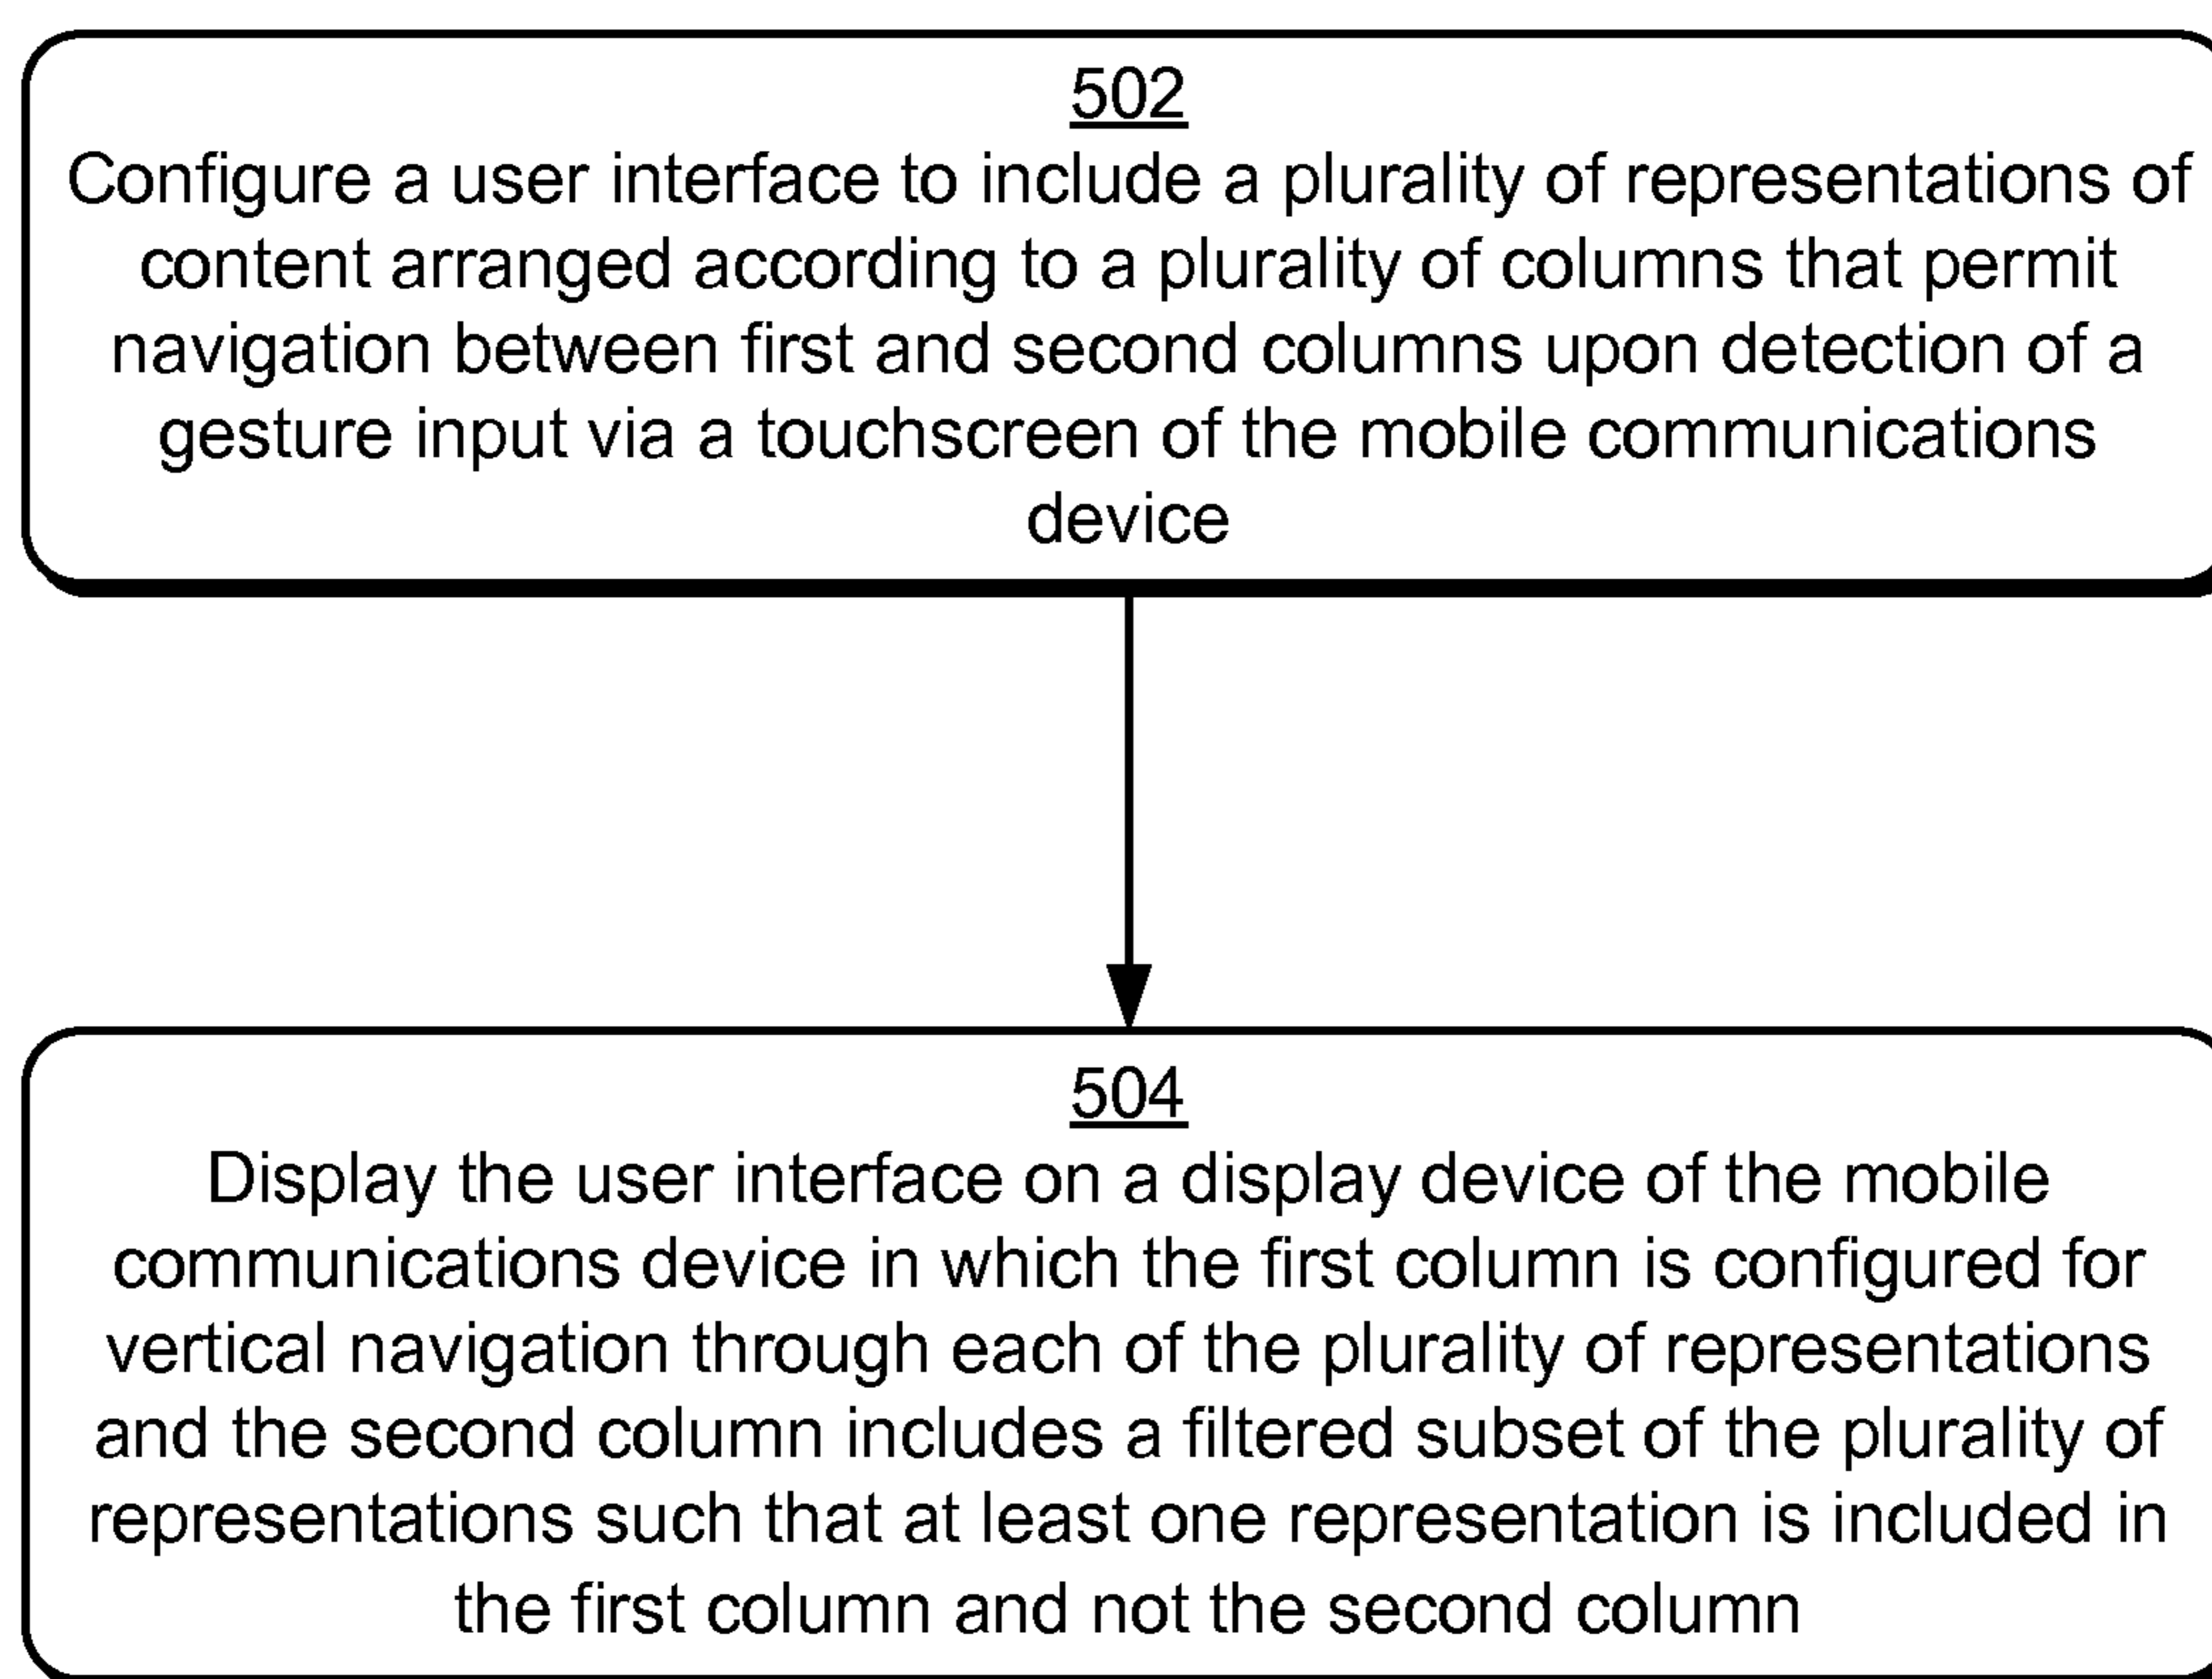 502
Configure a user interface to include a plurality of representations of
content arranged according to a plurality of columns that permit
navigation between first and second columns upon detection of a
gesture input via a touchscreen of the mobile communications
device
504
Display the user interface on a display device of the mobile
communications device in which the first column is configured for
vertical navigation through each of the plurality of representations
and the second column includes a filtered subset of the plurality of
representations such that at least one representation is included in
the first column and not the second column